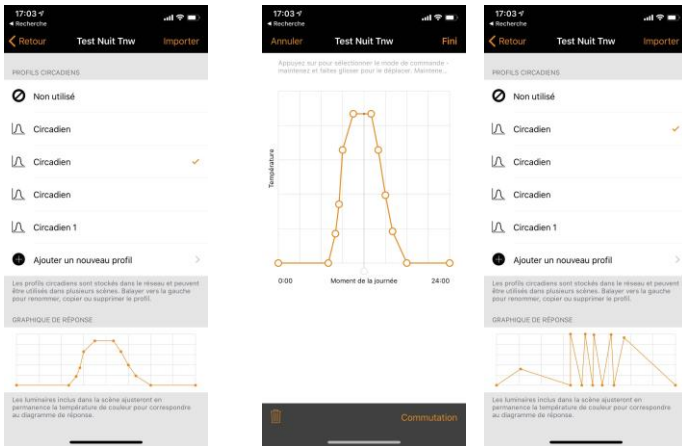 17:03
◀ Recherche
Retour Test Nuit Tnw Importer
PROFILS CIRCADIENS
Non utilisé
Circadien
Circadien
Circadien
Circadien 1
Ajouter un nouveau profil
Les profils circadiens sont stockés dans le réseau et peuvent
être utilisés dans plusieurs scènes. Balayer vers la gauche
pour renommer, copier ou supprimer le profil.
GRAPHIQUE DE RÉPONSE
Les luminaires inclus dans la scène ajusteront en
permanence la température de couleur pour correspondre
au diagramme de réponse.
17:03
◀ Recherche
Annuler Test Nuit Tnw Fini
Appuyez sur pour sélectionner le mode de commande -
maintenez et faites glisser pour le déplacer. Maintene...
Température
0:00 Moment de la journée 24:00
Commutation
17:03
◀ Recherche
Retour Test Nuit Tnw Importer
PROFILS CIRCADIENS
Non utilisé
Circadien
Circadien
Circadien
Circadien 1
Ajouter un nouveau profil
Les profils circadiens sont stockés dans le réseau et peuvent
être utilisés dans plusieurs scènes. Balayer vers la gauche
pour renommer, copier ou supprimer le profil.
GRAPHIQUE DE RÉPONSE
Les luminaires inclus dans la scène ajusteront en
permanence la température de couleur pour correspondre
au diagramme de réponse.